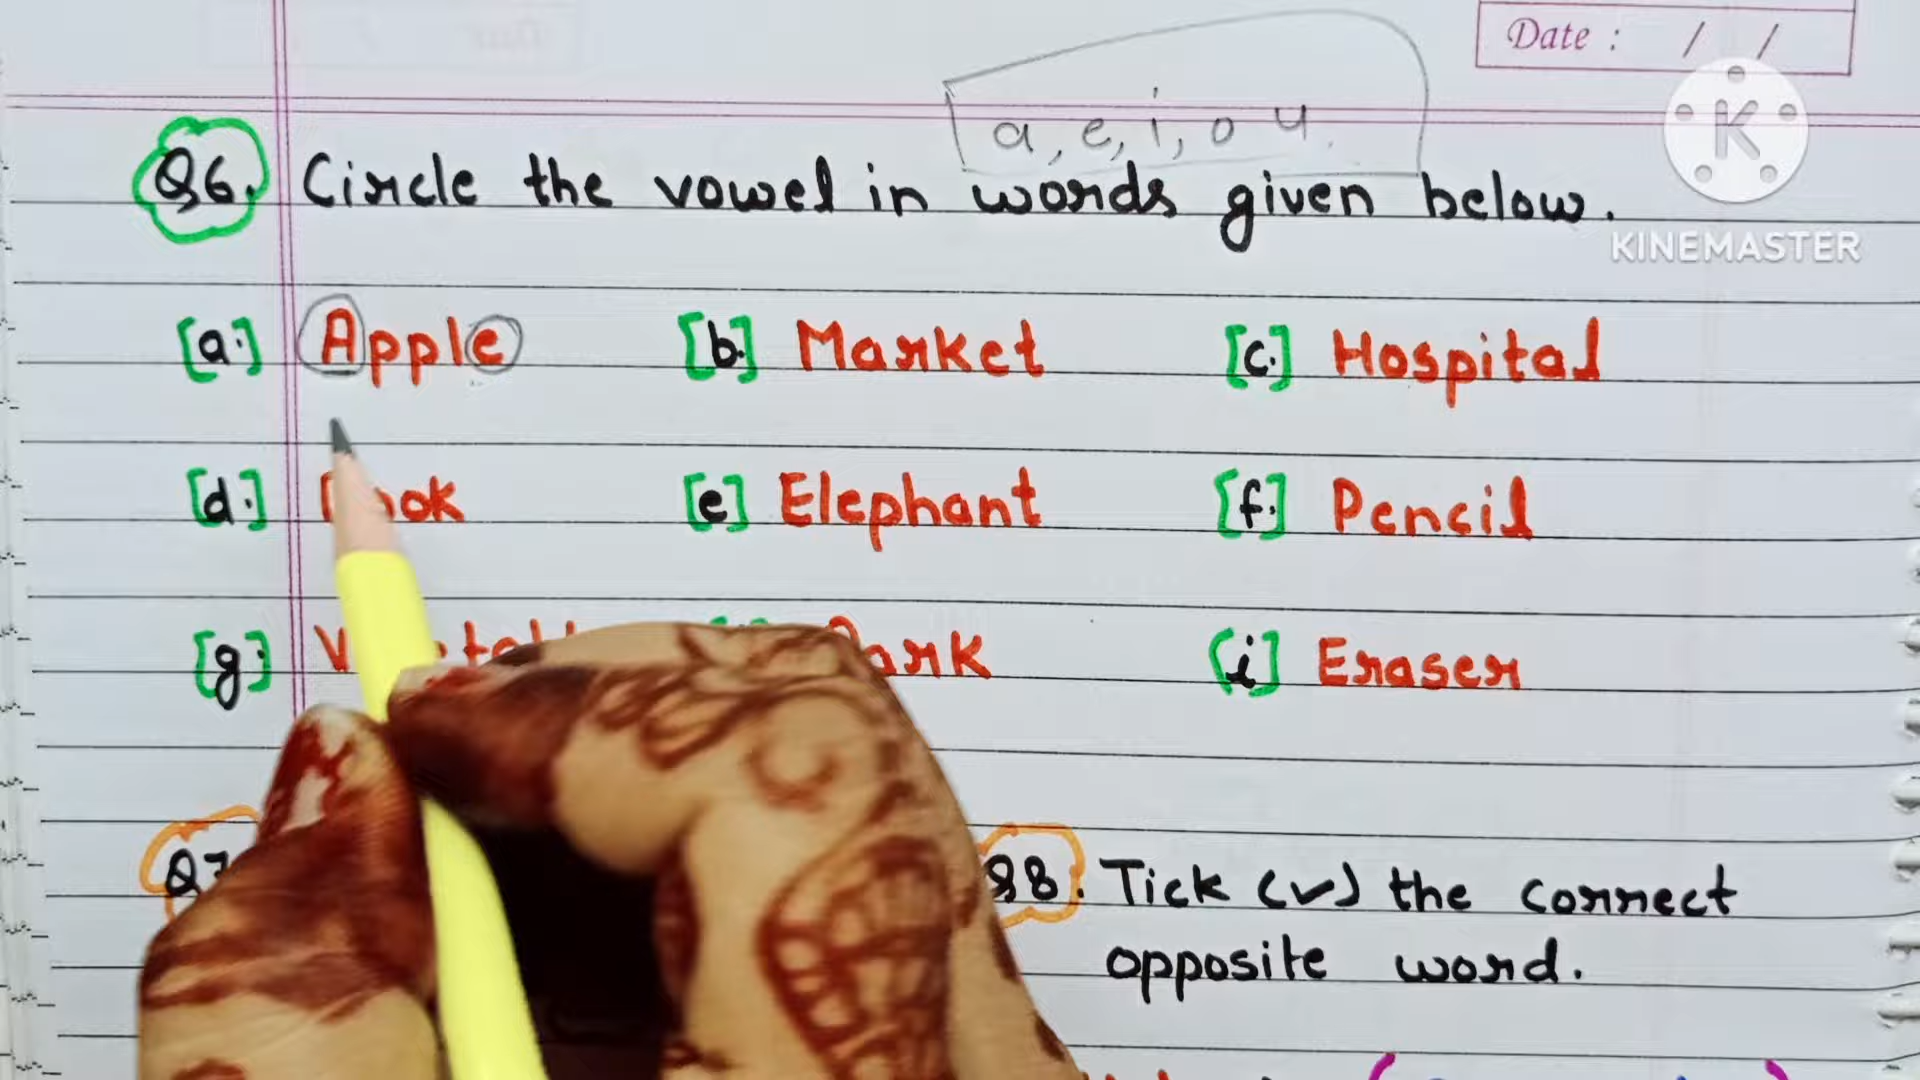 Date : / /
a, e, i, o u
Q6. Circle the vowel in words given below.
KINEMASTER
[a.] Apple [b.] Market [c.] Hospital
[d.] [e] Elephant [f.] Pencil
[g.] [i] Eraser
Q7 Q8. Tick (✓) the correct
opposite word.